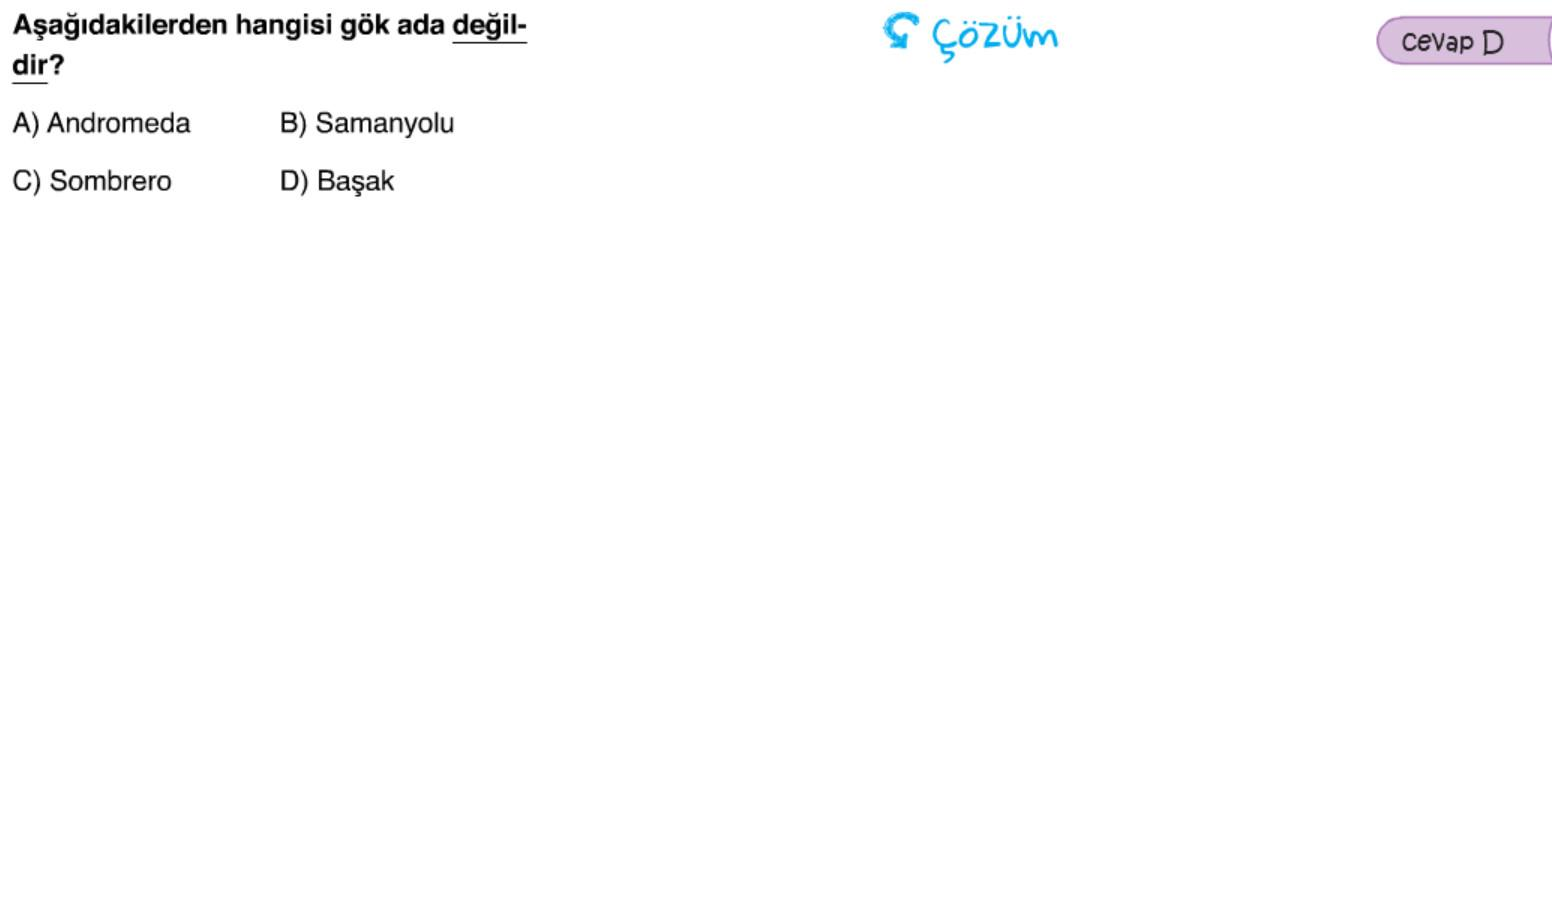 Aşağıdakilerden hangisi gök ada değil-
dir?
A) Andromeda B) Samanyolu
C) Sombrero D) Başak
Çözüm
Cevap D